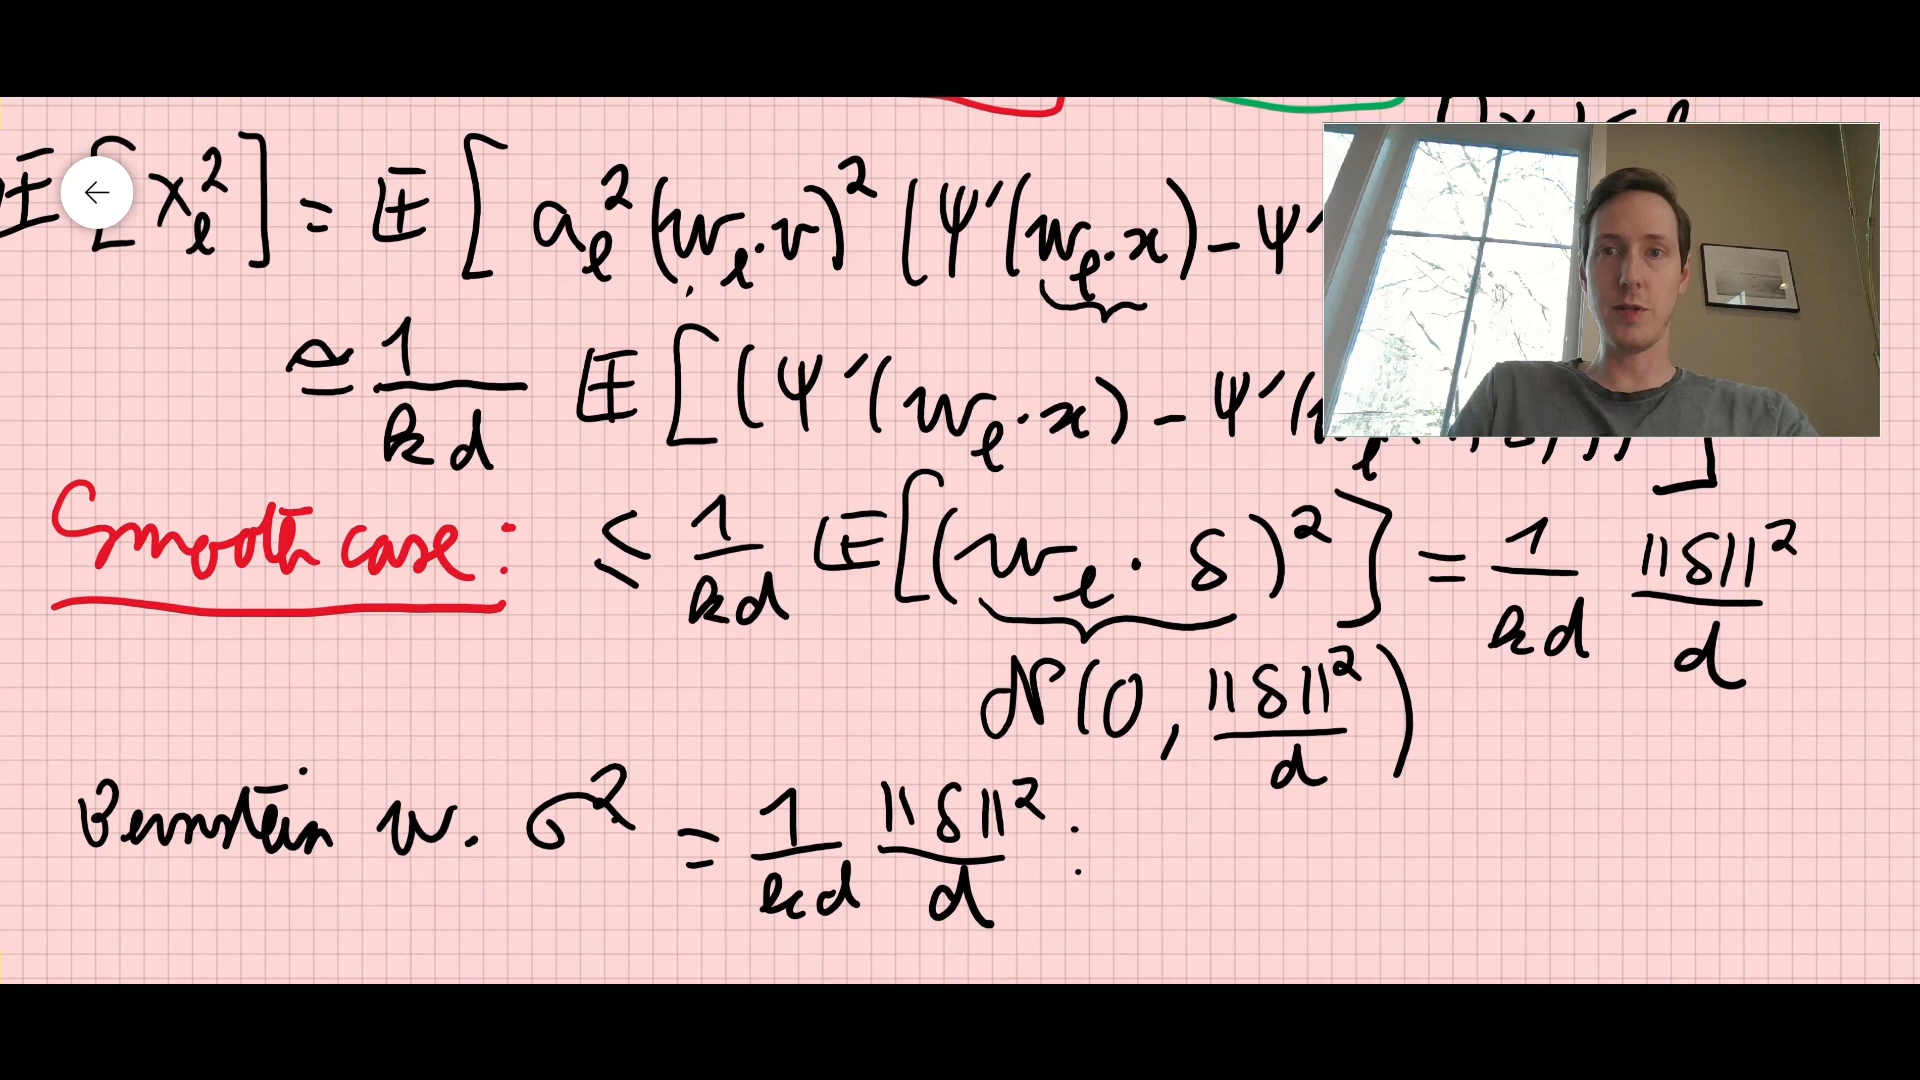 𝔼[X_ℓ²] = 𝔼[a_ℓ²(w_ℓ·v)²(ψ'(w_ℓ·x) − ψ'
≅ 1/(kd) 𝔼[(ψ'(w_ℓ·x) − ψ'(w_ℓ ]
Smooth case: ≤ 1/(kd) 𝔼[(w_ℓ·δ)²] = 1/(kd) ‖δ‖²/d
𝒩(0, ‖δ‖²/d)
Bernstein w. σ² = 1/(kd) ‖δ‖²/d :